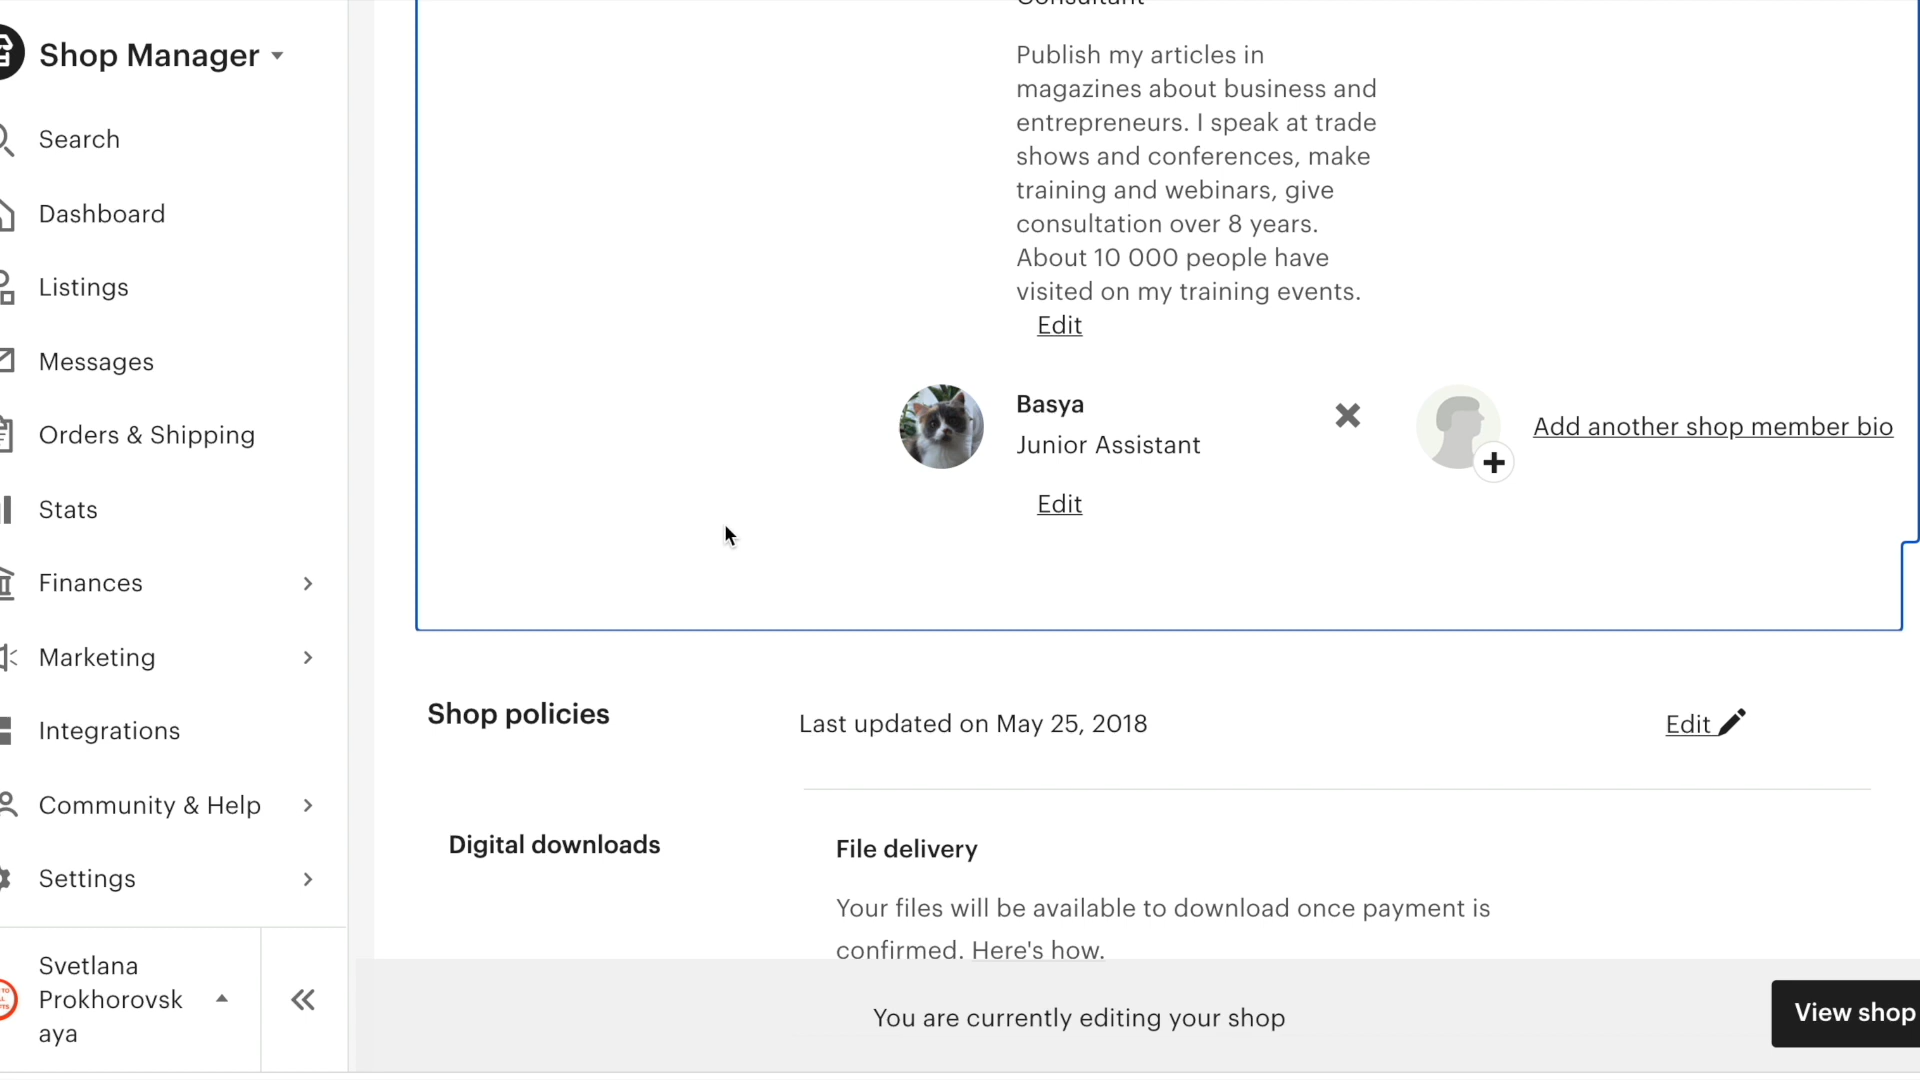 Shop Manager
Search
Dashboard
Listings
Messages
Orders & Shipping
Stats
Finances
Marketing
Integrations
Community & Help
Settings
Svetlana
Prokhorovsk
aya
Consultant
Publish my articles in
magazines about business and
entrepreneurs. I speak at trade
shows and conferences, make
training and webinars, give
consultation over 8 years.
About 10 000 people have
visited on my training events.
Edit
Basya
Junior Assistant
Edit
Add another shop member bio
Shop policies
Last updated on May 25, 2018
Edit
Digital downloads
File delivery
Your files will be available to download once payment is
confirmed. Here's how.
You are currently editing your shop
View shop